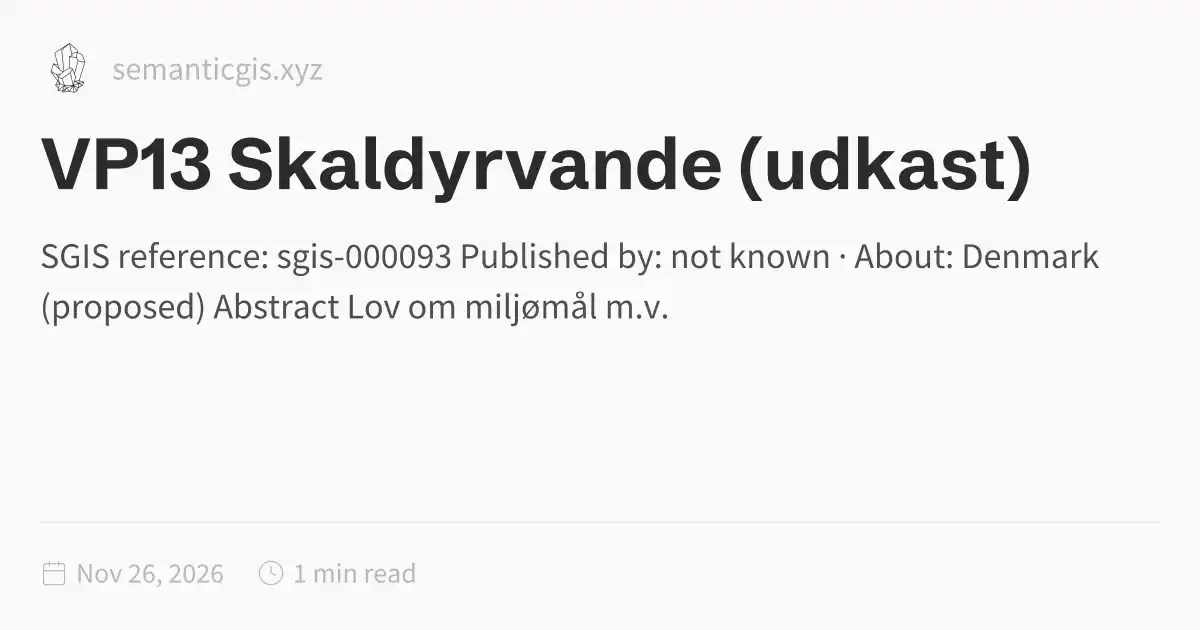 semanticgis.xyz
VP13 Skaldyrvande (udkast)
SGIS reference: sgis-000093 Published by: not known · About: Denmark
(proposed) Abstract Lov om miljømål m.v.
Nov 26, 2026 1 min read